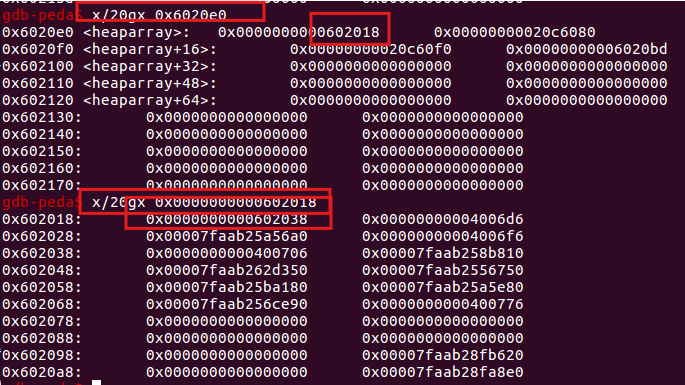 gdb-peda$ x/20gx 0x6020e0
0x6020e0 <heaparray>: 0x0000000000602018 0x00000000020c6080
0x6020f0 <heaparray+16>: 0x00000000020c60f0 0x00000000006020bd
0x602100 <heaparray+32>: 0x0000000000000000 0x0000000000000000
0x602110 <heaparray+48>: 0x0000000000000000 0x0000000000000000
0x602120 <heaparray+64>: 0x0000000000000000 0x0000000000000000
0x602130: 0x0000000000000000 0x0000000000000000
0x602140: 0x0000000000000000 0x0000000000000000
0x602150: 0x0000000000000000 0x0000000000000000
0x602160: 0x0000000000000000 0x0000000000000000
0x602170: 0x0000000000000000 0x0000000000000000
gdb-peda$ x/20gx 0x0000000000602018
0x602018: 0x0000000000602038 0x00000000004006d6
0x602028: 0x00007faab25a56a0 0x00000000004006f6
0x602038: 0x0000000000400706 0x00007faab258b810
0x602048: 0x00007faab262d350 0x00007faab2556750
0x602058: 0x00007faab25ba180 0x00007faab25a5e80
0x602068: 0x00007faab256ce90 0x0000000000400776
0x602078: 0x0000000000000000 0x0000000000000000
0x602088: 0x0000000000000000 0x0000000000000000
0x602098: 0x0000000000000000 0x00007faab28fb620
0x6020a8: 0x0000000000000000 0x00007faab28fa8e0